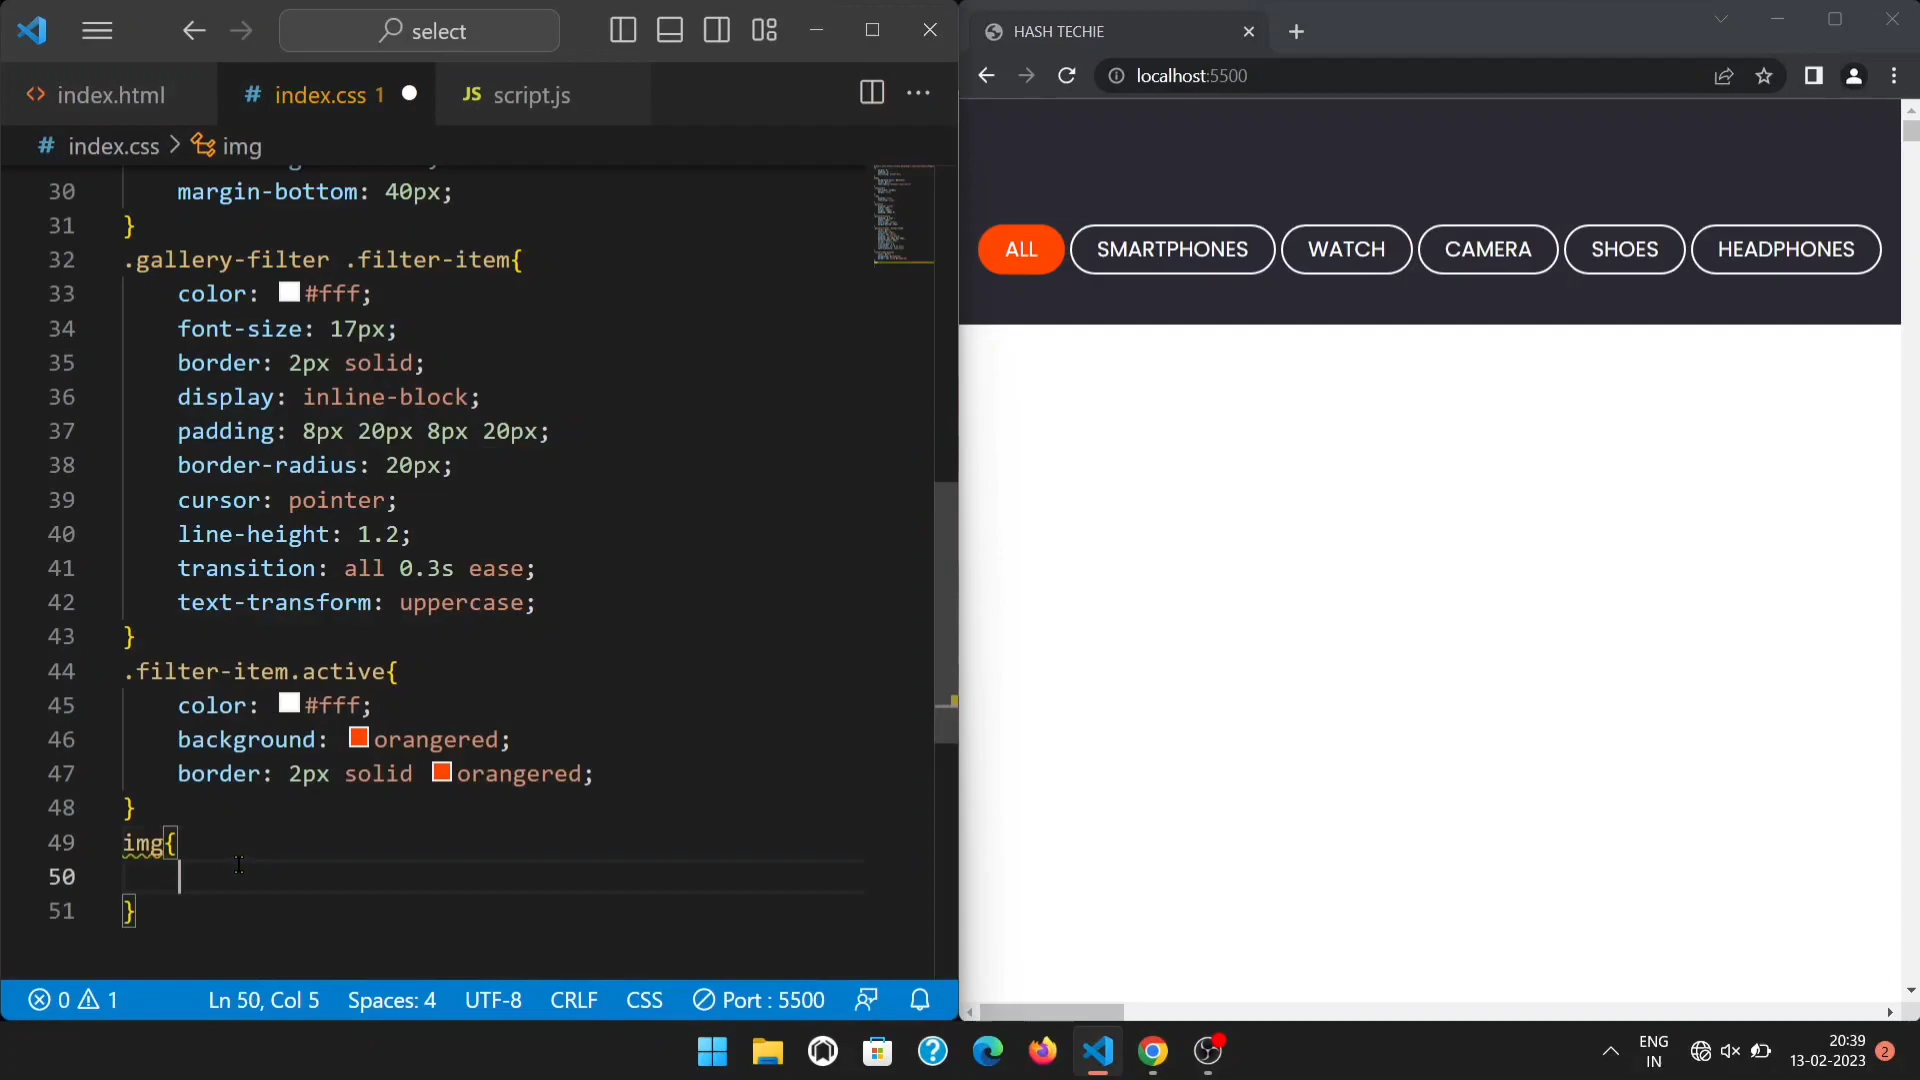 select
index.html
# index.css 1
JS script.js
# index.css > img
30 margin-bottom: 40px;
31 }
32 .gallery-filter .filter-item{
33 color: #fff;
34 font-size: 17px;
35 border: 2px solid;
36 display: inline-block;
37 padding: 8px 20px 8px 20px;
38 border-radius: 20px;
39 cursor: pointer;
40 line-height: 1.2;
41 transition: all 0.3s ease;
42 text-transform: uppercase;
43 }
44 .filter-item.active{
45 color: #fff;
46 background: orangered;
47 border: 2px solid orangered;
48 }
49 img{
50
51 }
0 1 Ln 50, Col 5 Spaces: 4 UTF-8 CRLF CSS Port : 5500
HASH TECHIE
localhost:5500
ALL SMARTPHONES WATCH CAMERA SHOES HEADPHONES
ENG
IN
20:39
13-02-2023
2